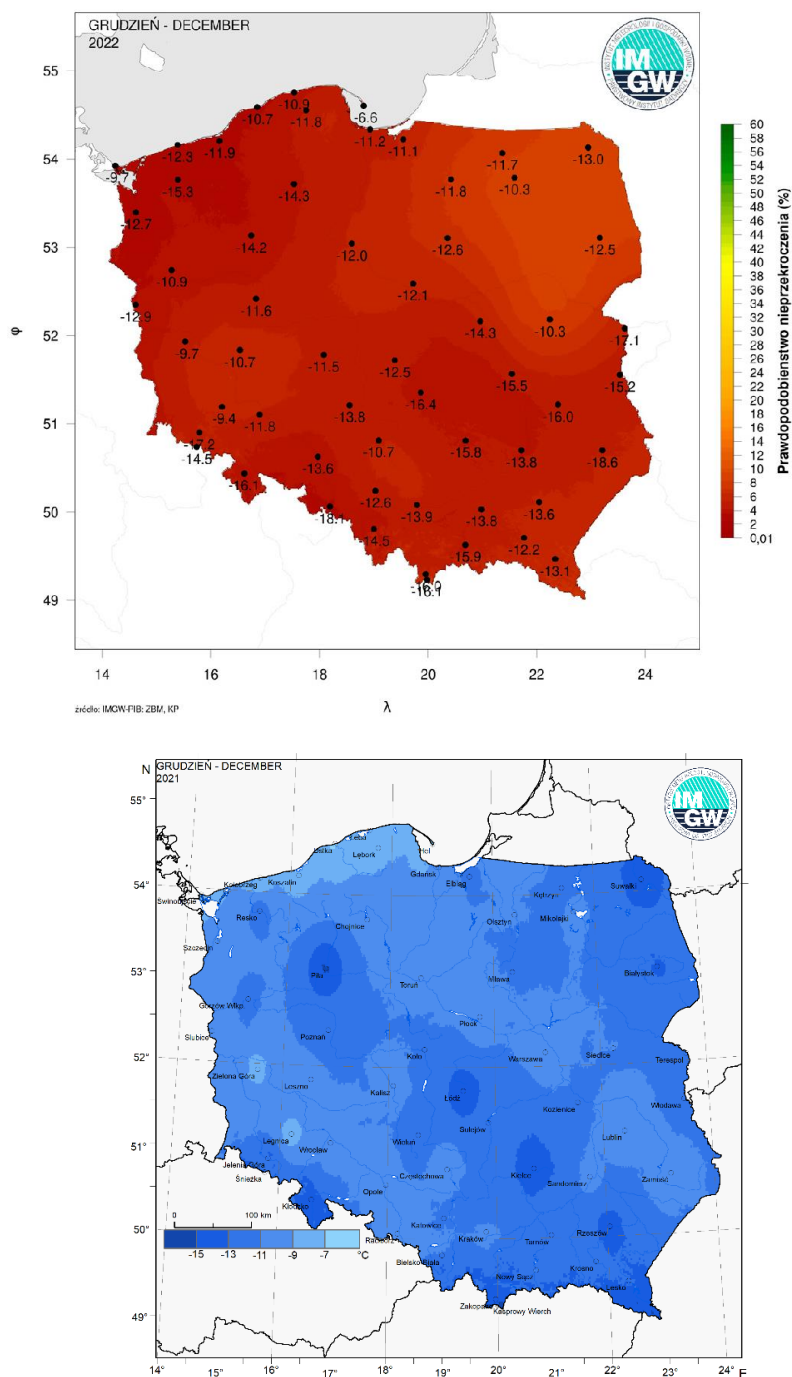 GRUDZIEŃ - DECEMBER
2022
IM
GW
55
54
53
52
51
50
49
φ
14
16
18
20
22
24
λ
-10.9
-10.7
-11.8
-6.6
-11.2
-11.1
-12.3
-11.9
-11.7
-13.0
-9.7
-15.3
-14.3
-11.8
-10.3
-12.7
-14.2
-12.0
-12.6
-12.5
-10.9
-12.1
-12.9
-11.6
-14.3
-10.3
-17.1
-9.7
-10.7
-11.5
-12.5
-15.5
-15.2
-16.4
-9.4
-11.8
-13.8
-16.0
-17.2
-14.5
-10.7
-15.8
-13.8
-18.6
-13.6
-16.1
-12.6
-13.9
-13.8
-13.6
-18.1
-14.5
-15.9
-12.2
-13.1
-16.0
-18.1
60
58
56
54
52
50
48
46
44
42
40
38
36
34
32
30
28
26
24
22
20
18
16
14
12
10
8
6
4
2
0,01
Prawdopodobieństwo nieprzekroczenia (%)
źródło: IMGW-PIB: ZBM, KP
N
GRUDZIEŃ - DECEMBER
2021
IM
GW
55°
54°
53°
52°
51°
50°
49°
Łeba
Ustka
Lębork
Hel
Koszalin
Kołobrzeg
Gdańsk
Elbląg
Suwałki
Kętrzyn
Świnoujście
Resko
Chojnice
Olsztyn
Mikołajki
Szczecin
Piła
Toruń
Mława
Białystok
Gorzów Wlkp
Płock
Słubice
Poznań
Koło
Warszawa
Siedlce
Terespol
Zielona Góra
Leszno
Kalisz
Łódź
Kozienice
Włodawa
Sulejów
Legnica
Wrocław
Wieluń
Lublin
Jelenia Góra
Śnieżka
Częstochowa
Kielce
Sandomierz
Zamość
Opole
Kłodzko
0
100 km
Katowice
Kraków
Tarnów
Rzeszów
Racibórz
-15
-13
-11
-9
-7
°C
Bielsko Biała
Nowy Sącz
Krosno
Lesko
Zakopane
Kasprowy Wierch
14°
15°
16°
17°
18°
19°
20°
21°
22°
23°
24°
E